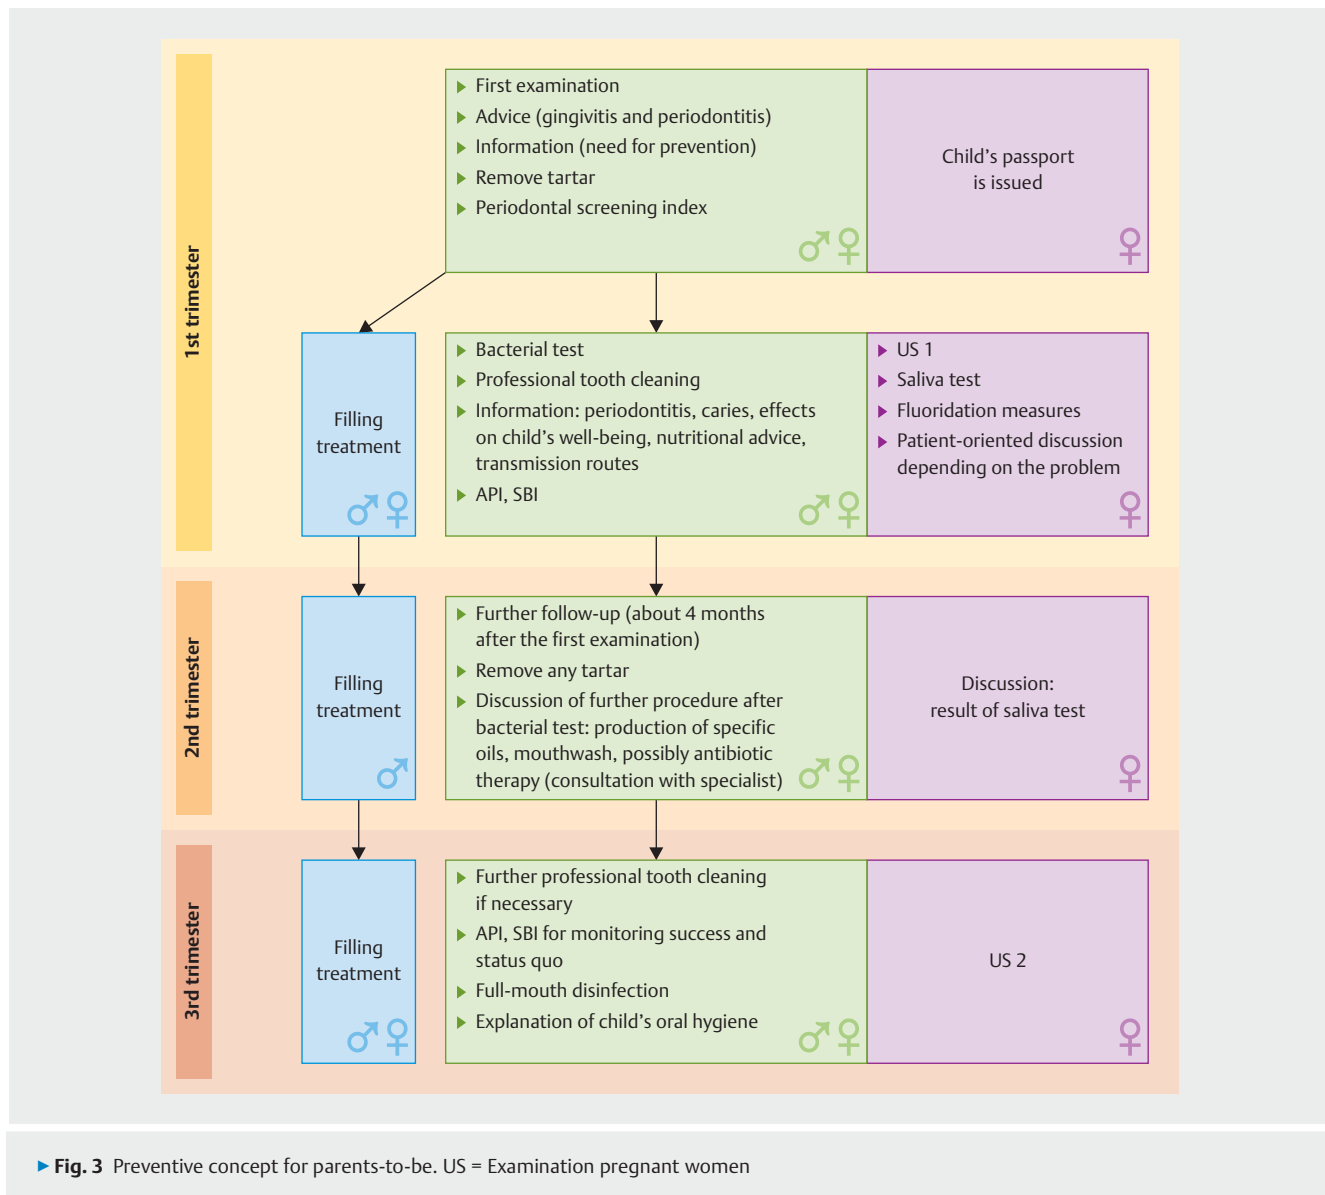 1st trimester
First examination
Advice (gingivitis and periodontitis)
Information (need for prevention)
Remove tartar
Periodontal screening index
♂♀
Child’s passport
is issued
♀
Filling
treatment
♂♀
Bacterial test
Professional tooth cleaning
Information: periodontitis, caries, effects
on child’s well-being, nutritional advice,
transmission routes
API, SBI
♂♀
US 1
Saliva test
Fluoridation measures
Patient-oriented discussion
depending on the problem
♀
2nd trimester
Filling
treatment
♂
Further follow-up (about 4 months
after the first examination)
Remove any tartar
Discussion of further procedure after
bacterial test: production of specific
oils, mouthwash, possibly antibiotic
therapy (consultation with specialist)
♂♀
Discussion:
result of saliva test
♀
3rd trimester
Filling
treatment
♂♀
Further professional tooth cleaning
if necessary
API, SBI for monitoring success and
status quo
Full-mouth disinfection
Explanation of child’s oral hygiene
♂♀
US 2
♀
Fig. 3 Preventive concept for parents-to-be. US = Examination pregnant women